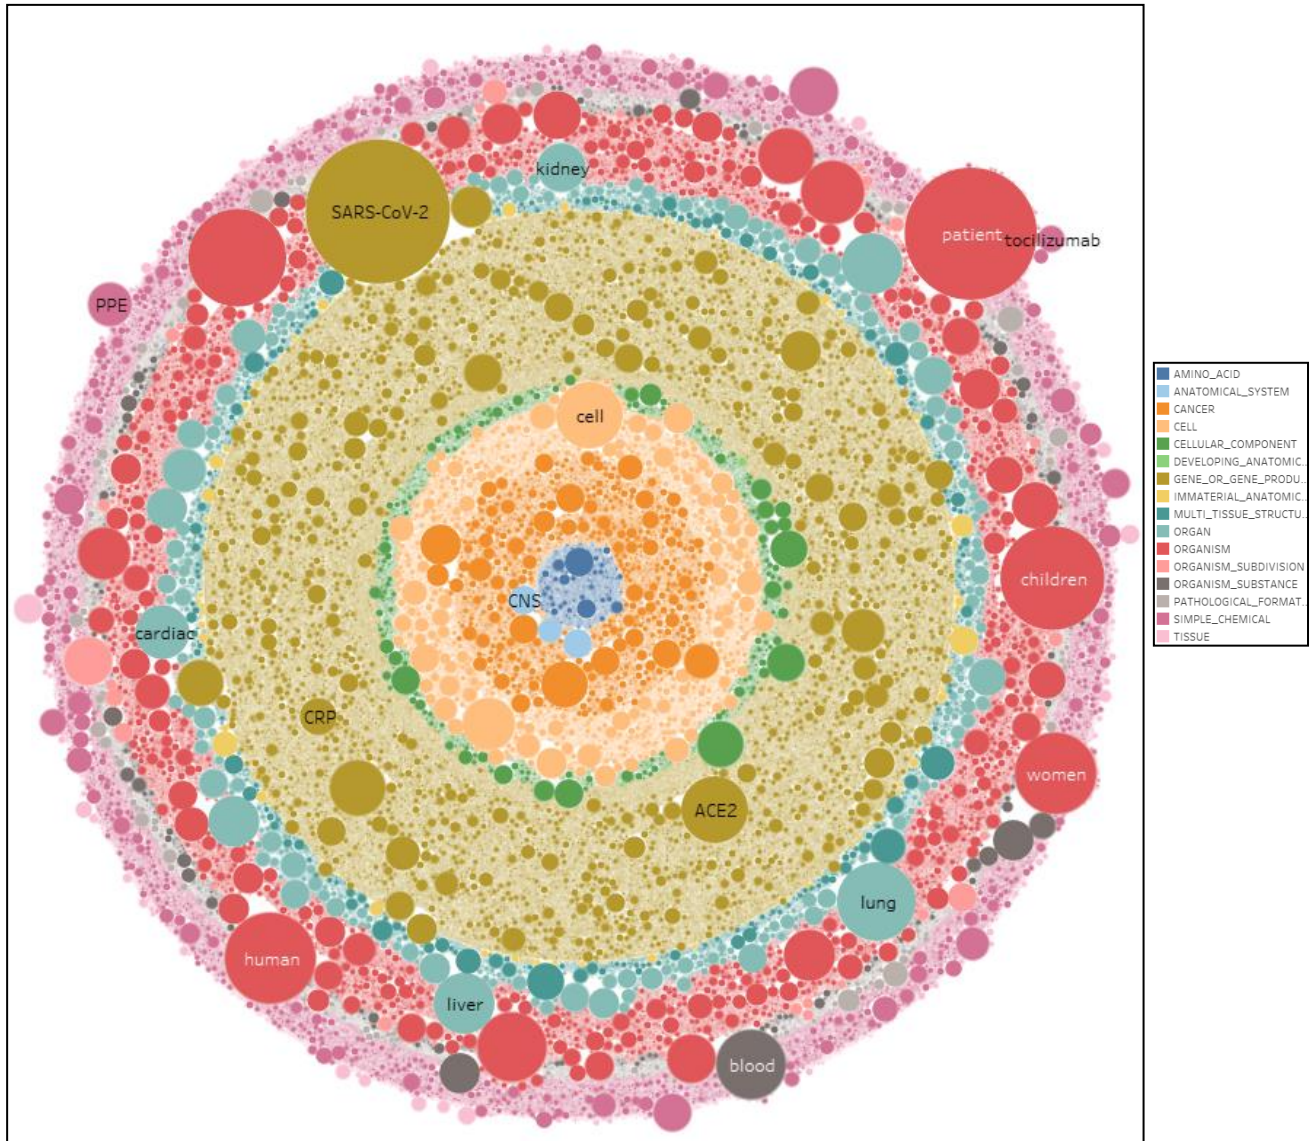 kidney
SARS-CoV-2
patient
tocilizumab
PPE
cell
children
CNS
cardiac
CRP
women
ACE2
lung
human
liver
blood
AMINO_ACID
ANATOMICAL_SYSTEM
CANCER
CELL
CELLULAR_COMPONENT
DEVELOPING_ANATOMIC..
GENE_OR_GENE_PRODU..
IMMATERIAL_ANATOMIC..
MULTI_TISSUE_STRUCTU..
ORGAN
ORGANISM
ORGANISM_SUBDIVISION
ORGANISM_SUBSTANCE
PATHOLOGICAL_FORMAT..
SIMPLE_CHEMICAL
TISSUE